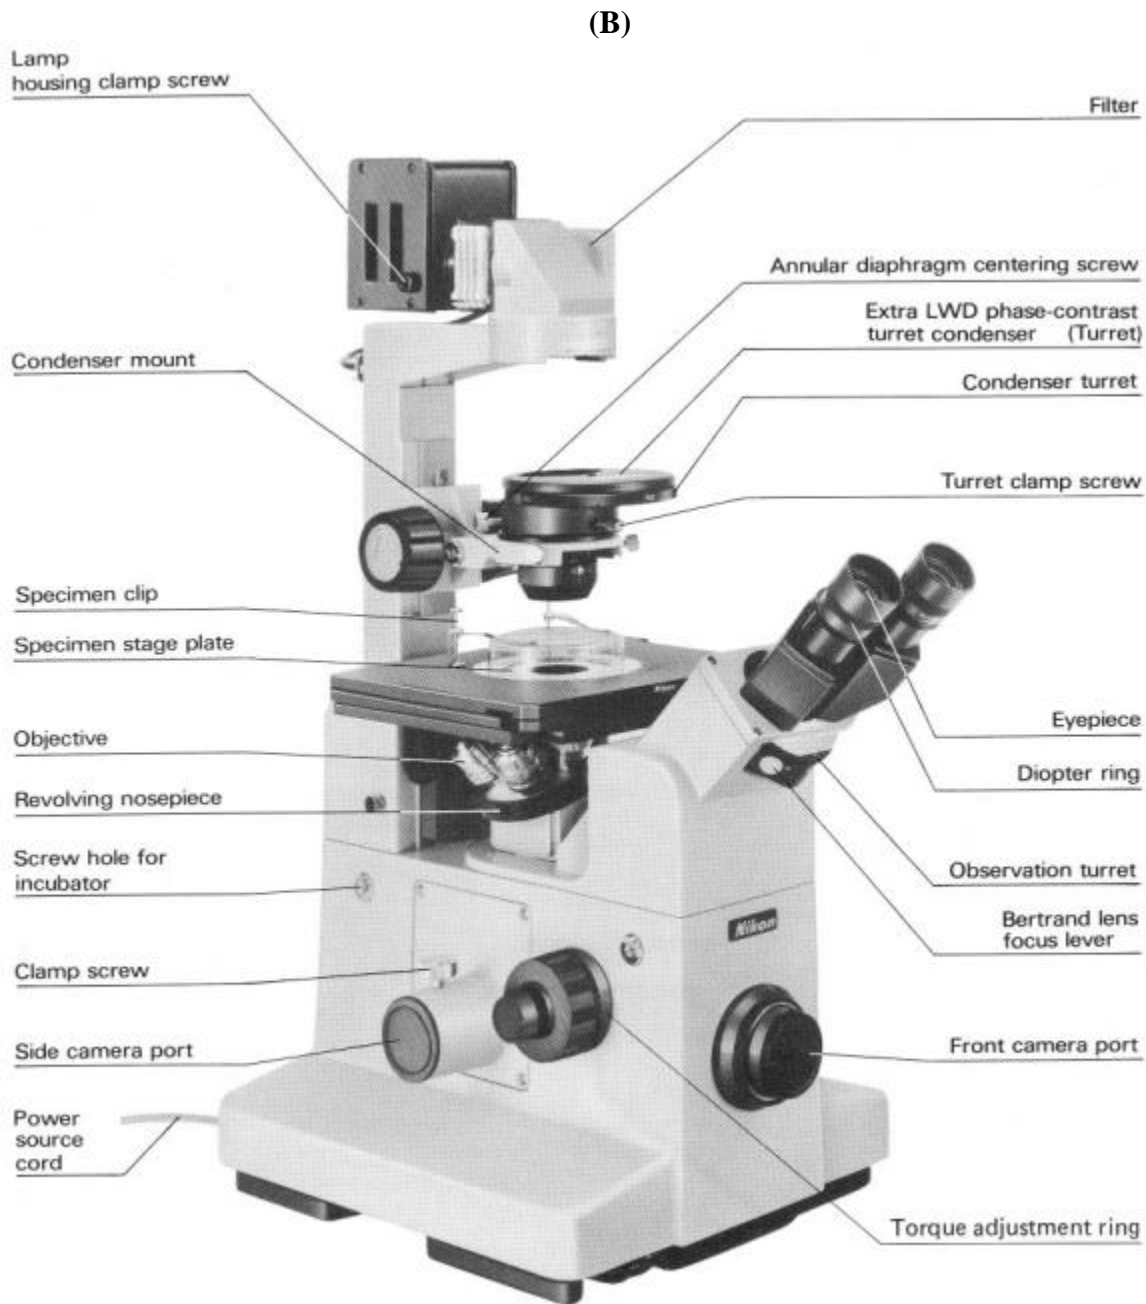 (B)
Lamp
housing clamp screw
Filter
Annular diaphragm centering screw
Extra LWD phase-contrast
turret condenser (Turret)
Condenser mount
Condenser turret
Turret clamp screw
Specimen clip
Specimen stage plate
Eyepiece
Objective
Diopter ring
Revolving nosepiece
Screw hole for
incubator
Observation turret
Bertrand lens
focus lever
Nikon
Clamp screw
Side camera port
Front camera port
Power
source
cord
Torque adjustment ring